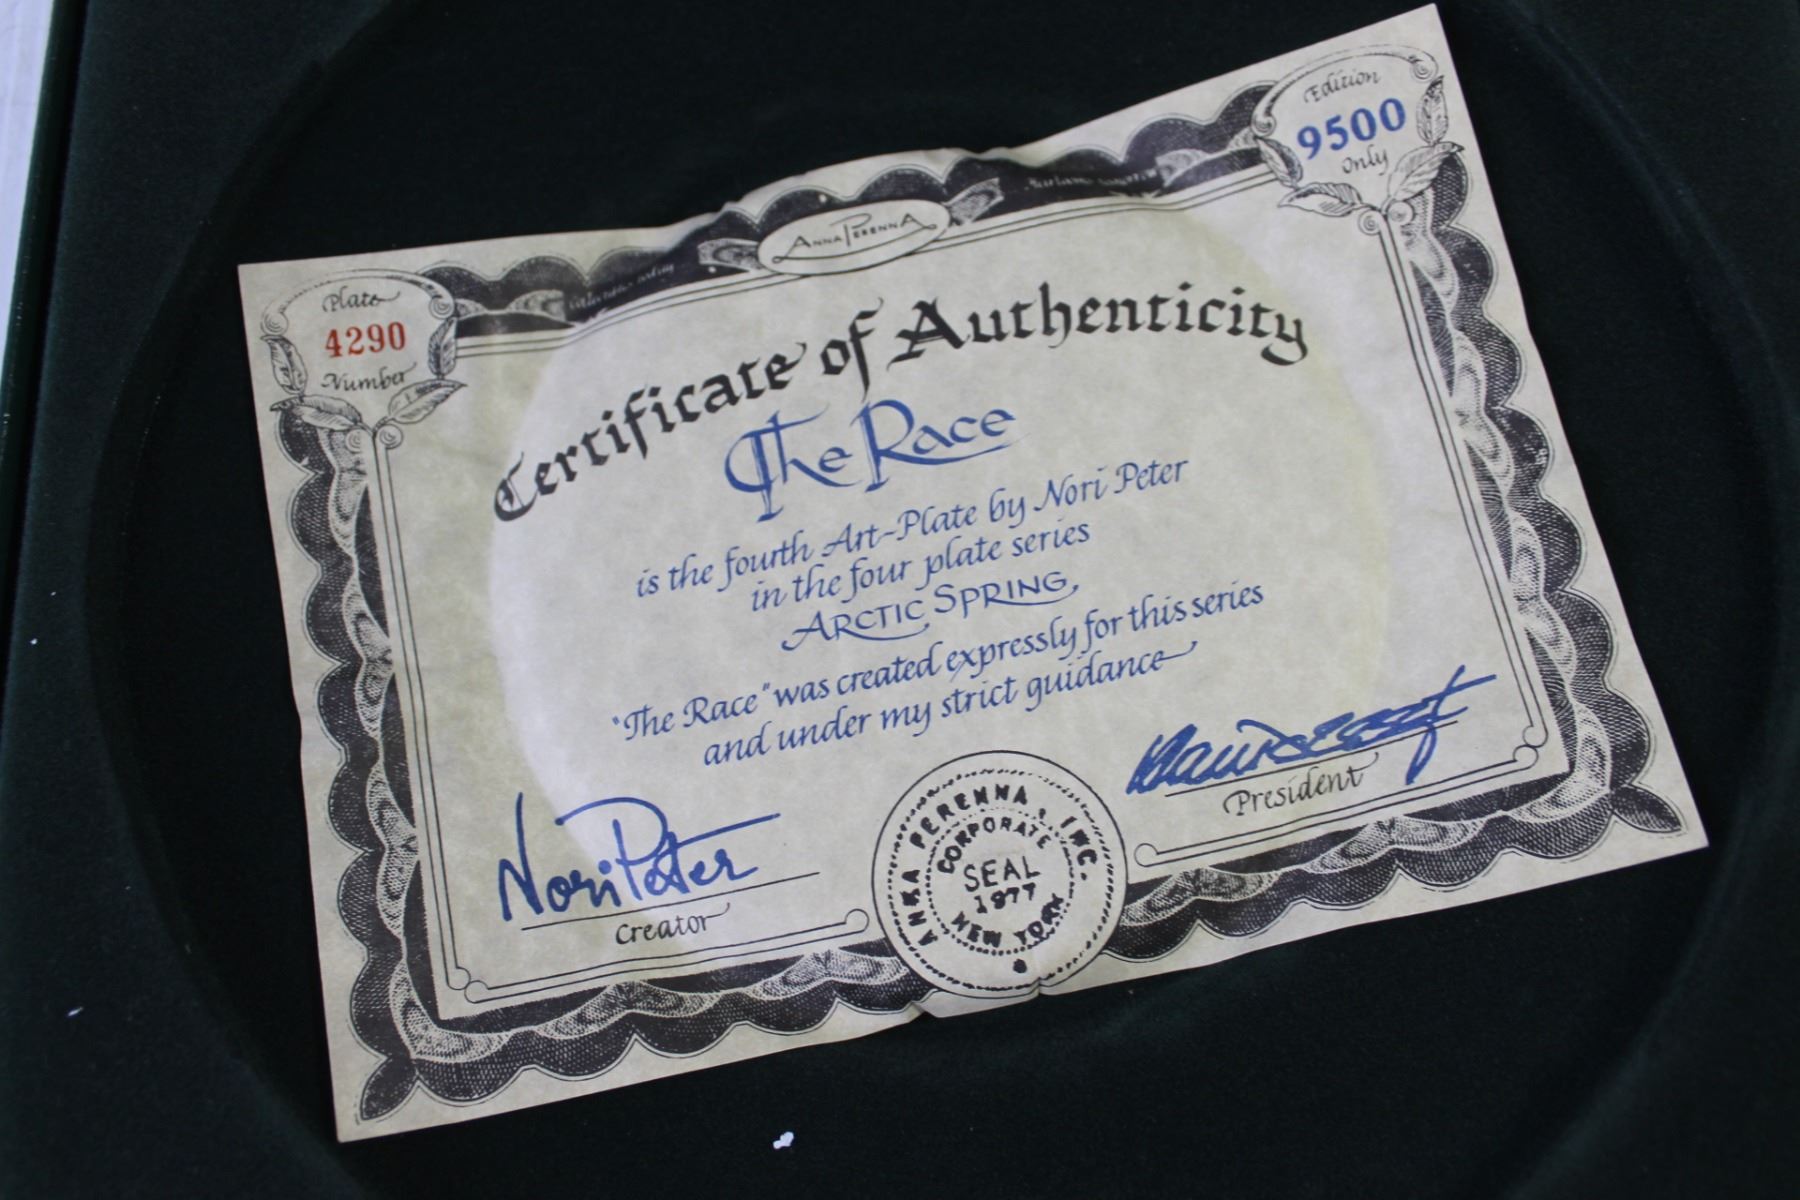 Plate
4290
Number
Edition
9500
Only
ANNA PERENNA
Certificate of Authenticity
The Race
is the fourth Art-Plate by Nori Peter
in the four plate series
ARCTIC SPRING
"The Race" was created expressly for this series
and under my strict guidance
Nori Peter
Creator
President
ANNA PERENNA, INC.
CORPORATE
SEAL
1977
NEW YORK